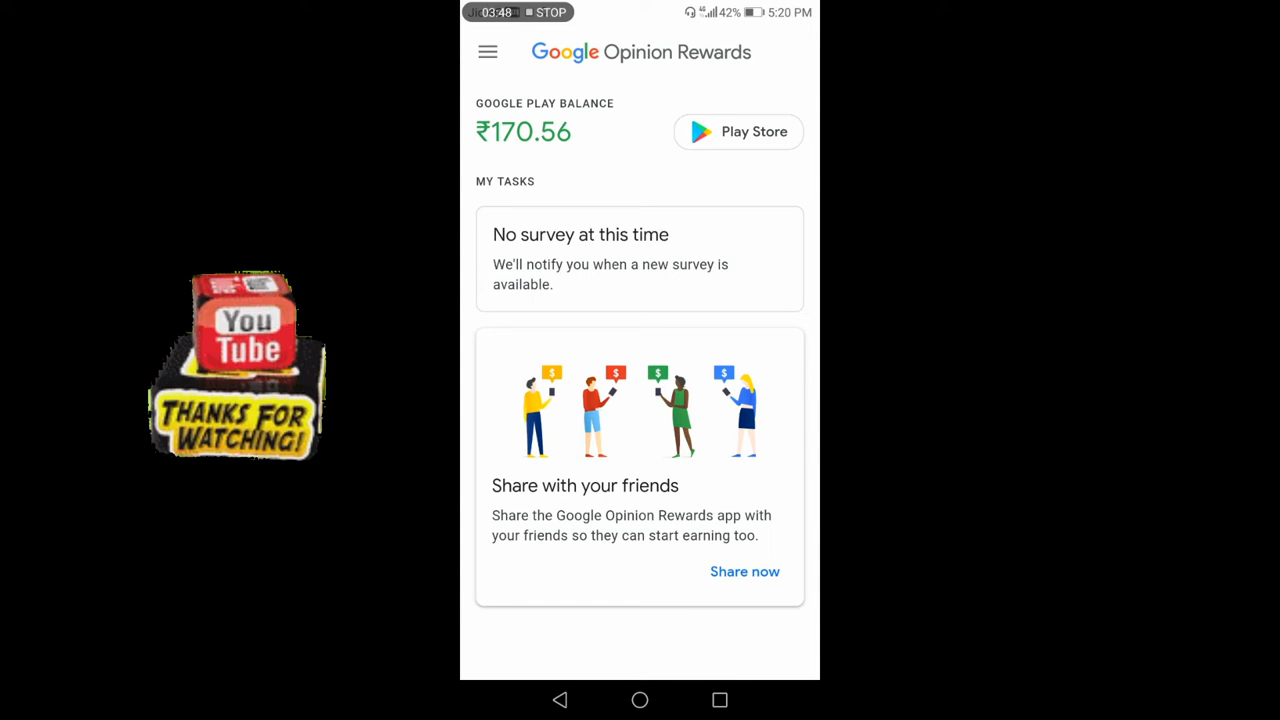 03:48 STOP
42% 5:20 PM
Google Opinion Rewards
GOOGLE PLAY BALANCE
₹170.56
Play Store
MY TASKS
No survey at this time
We'll notify you when a new survey is
available.
$ $ $ $
Share with your friends
Share the Google Opinion Rewards app with
your friends so they can start earning too.
Share now
You
Tube
THANKS FOR
WATCHING!